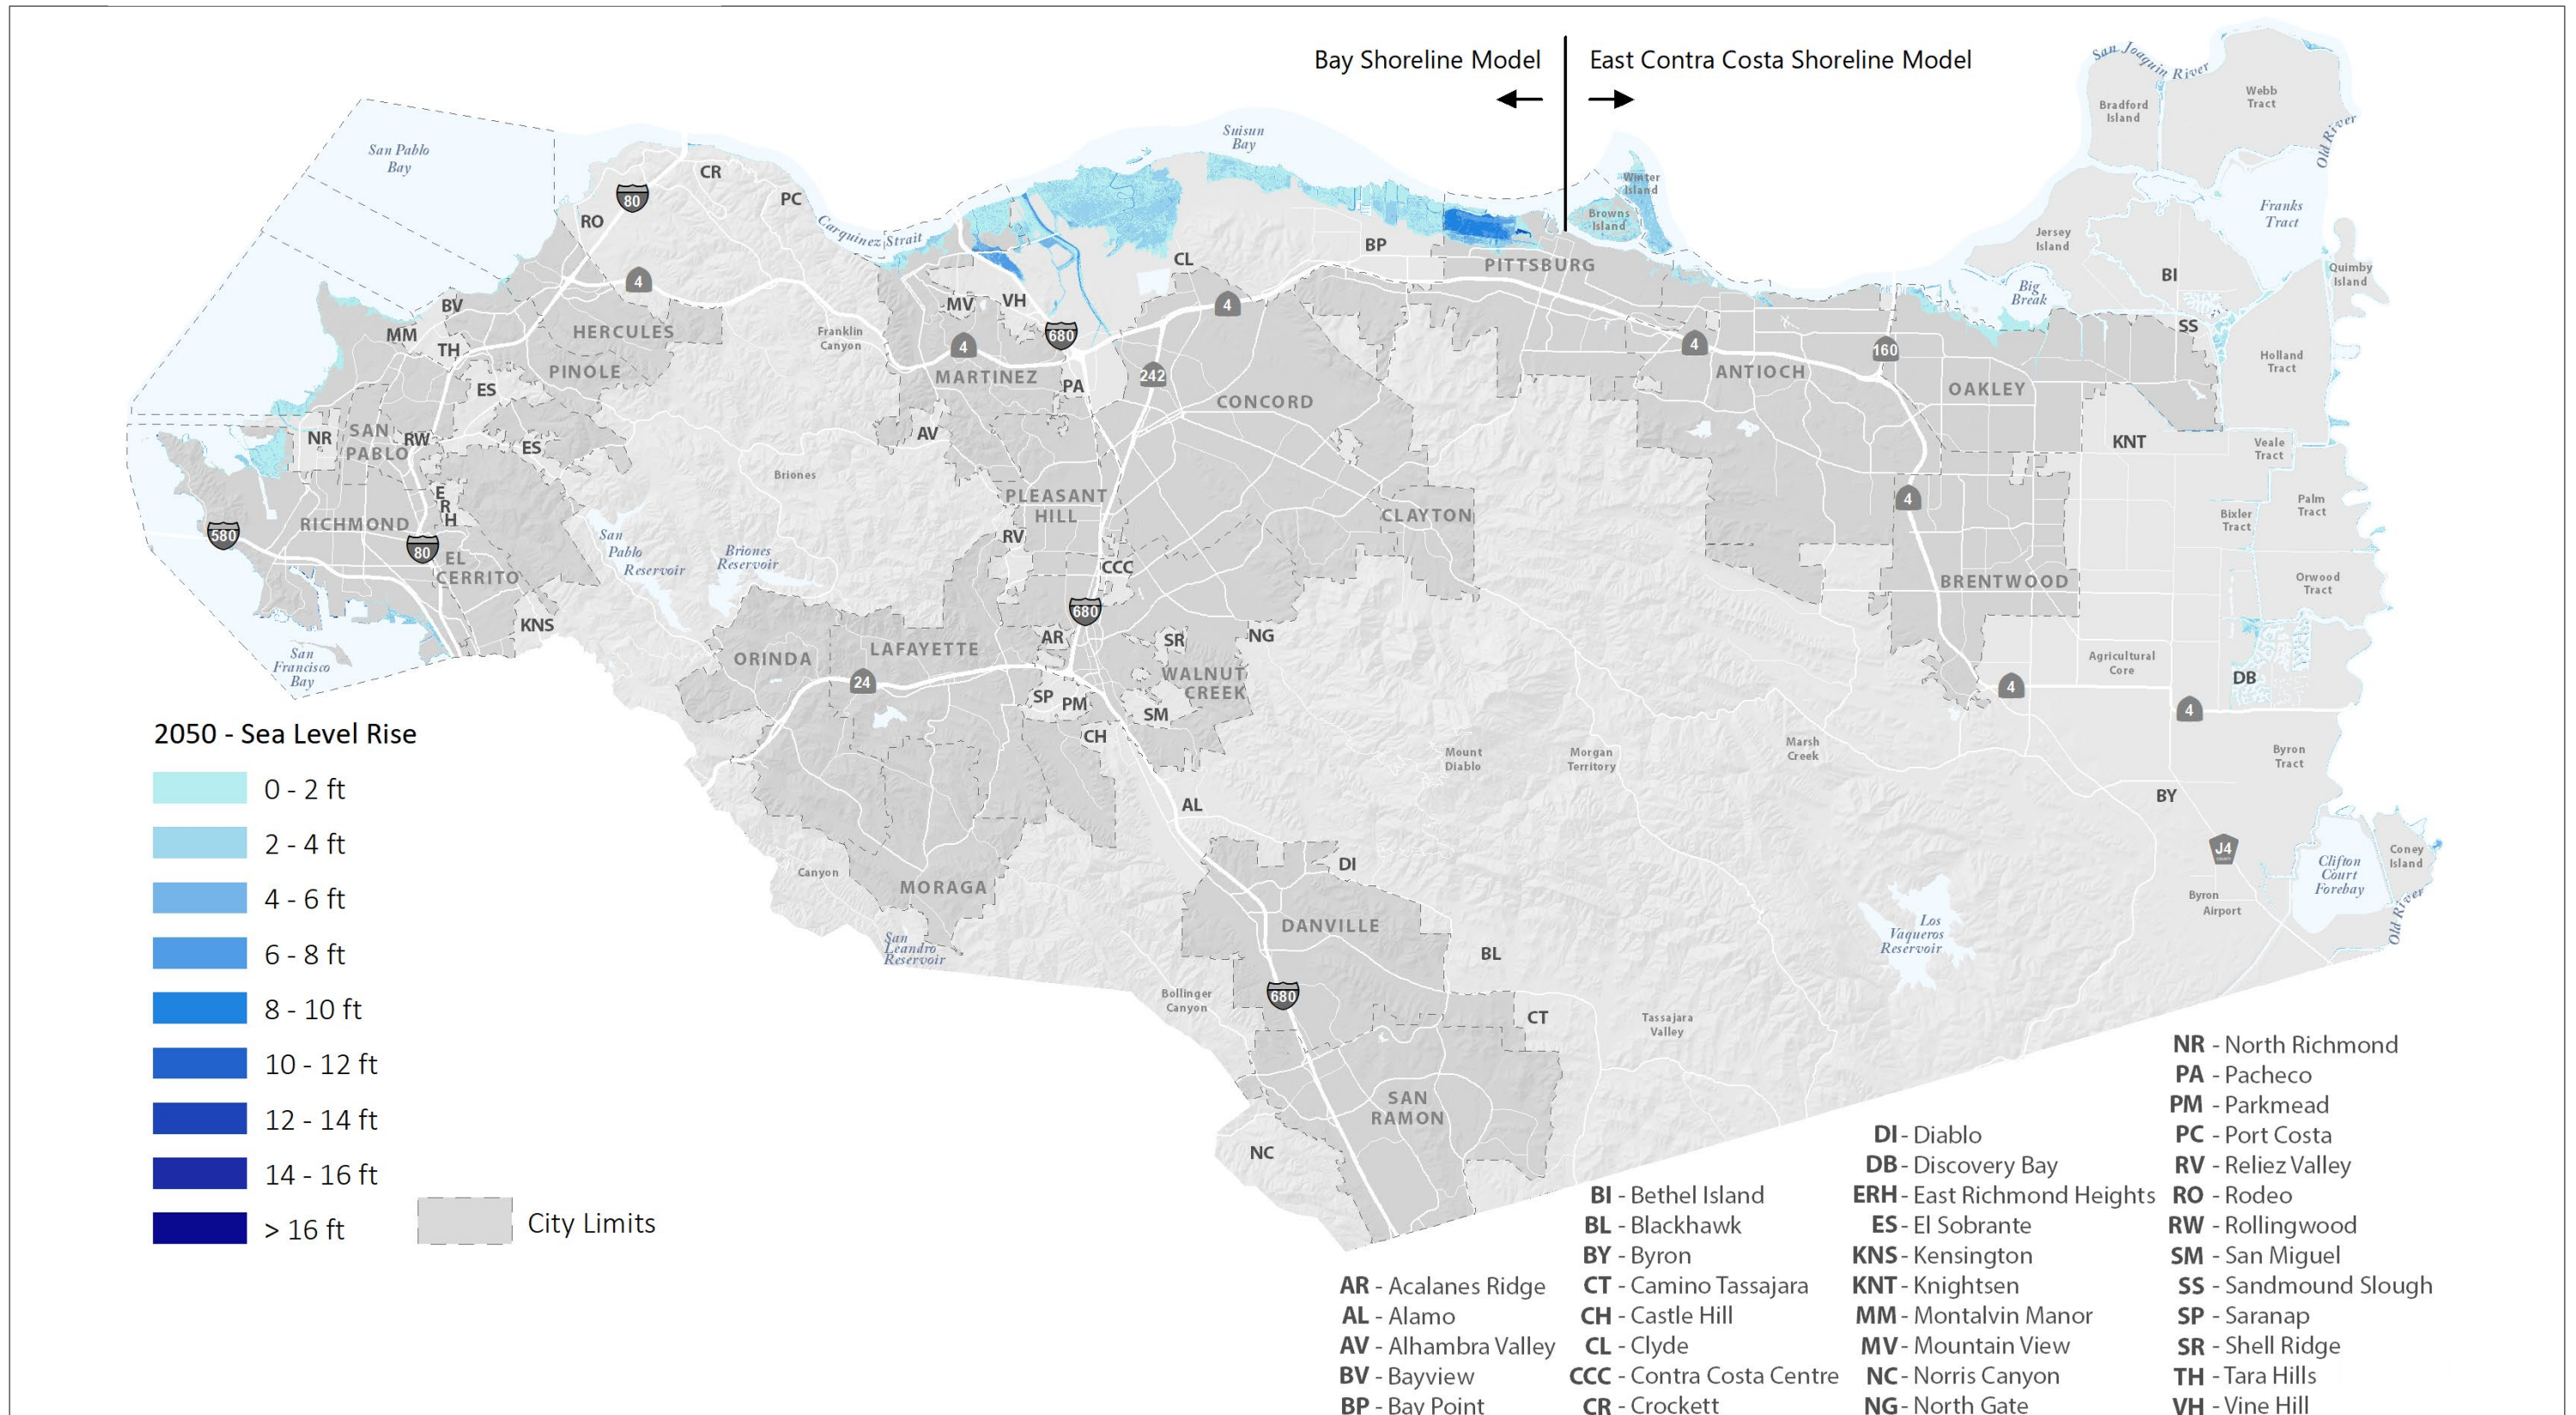 Bay Shoreline Model
East Contra Costa Shoreline Model
San Joaquin River
Webb
Tract
Bradford
Island
Old River
Suisun
Bay
San Pablo
Bay
CR
80
PC
RO
Winter
Island
Browns
Island
Franks
Tract
Carquinez Strait
Jersey
Island
BP
CL
PITTSBURG
BI
Quimby
Island
4
Big
Break
BV
MV
VH
4
MM
HERCULES
Franklin
Canyon
680
SS
TH
4
4
160
Holland
Tract
PINOLE
MARTINEZ
242
ANTIOCH
ES
PA
OAKLEY
CONCORD
NR
SAN
PABLO
RW
ES
AV
KNT
Veale
Tract
Briones
E
R
H
PLEASANT
HILL
CLAYTON
4
Palm
Tract
Bixler
Tract
RICHMOND
580
80
EL
CERRITO
San
Pablo
Reservoir
Briones
Reservoir
RV
CCC
BRENTWOOD
Orwood
Tract
680
KNS
AR
SR
NG
San
Francisco
Bay
ORINDA
LAFAYETTE
24
WALNUT
CREEK
Agricultural
Core
DB
4
4
SP
PM
SM
CH
Mount
Diablo
Morgan
Territory
Marsh
Creek
Byron
Tract
AL
BY
J4
COUNTY
Clifton
Court
Forebay
Coney
Island
DI
Canyon
MORAGA
Byron
Airport
Old River
DANVILLE
Los
Vaqueros
Reservoir
San
Leandro
Reservoir
BL
680
Bollinger
Canyon
CT
Tassajara
Valley
SAN
RAMON
NC
2050 - Sea Level Rise
0 - 2 ft
2 - 4 ft
4 - 6 ft
6 - 8 ft
8 - 10 ft
10 - 12 ft
12 - 14 ft
14 - 16 ft
> 16 ft
City Limits
AR - Acalanes Ridge
AL - Alamo
AV - Alhambra Valley
BV - Bayview
BP - Bay Point
BI - Bethel Island
BL - Blackhawk
BY - Byron
CT - Camino Tassajara
CH - Castle Hill
CL - Clyde
CCC - Contra Costa Centre
CR - Crockett
DI - Diablo
DB - Discovery Bay
ERH - East Richmond Heights
ES - El Sobrante
KNS - Kensington
KNT - Knightsen
MM - Montalvin Manor
MV - Mountain View
NC - Norris Canyon
NG - North Gate
NR - North Richmond
PA - Pacheco
PM - Parkmead
PC - Port Costa
RV - Reliez Valley
RO - Rodeo
RW - Rollingwood
SM - San Miguel
SS - Sandmound Slough
SP - Saranap
SR - Shell Ridge
TH - Tara Hills
VH - Vine Hill